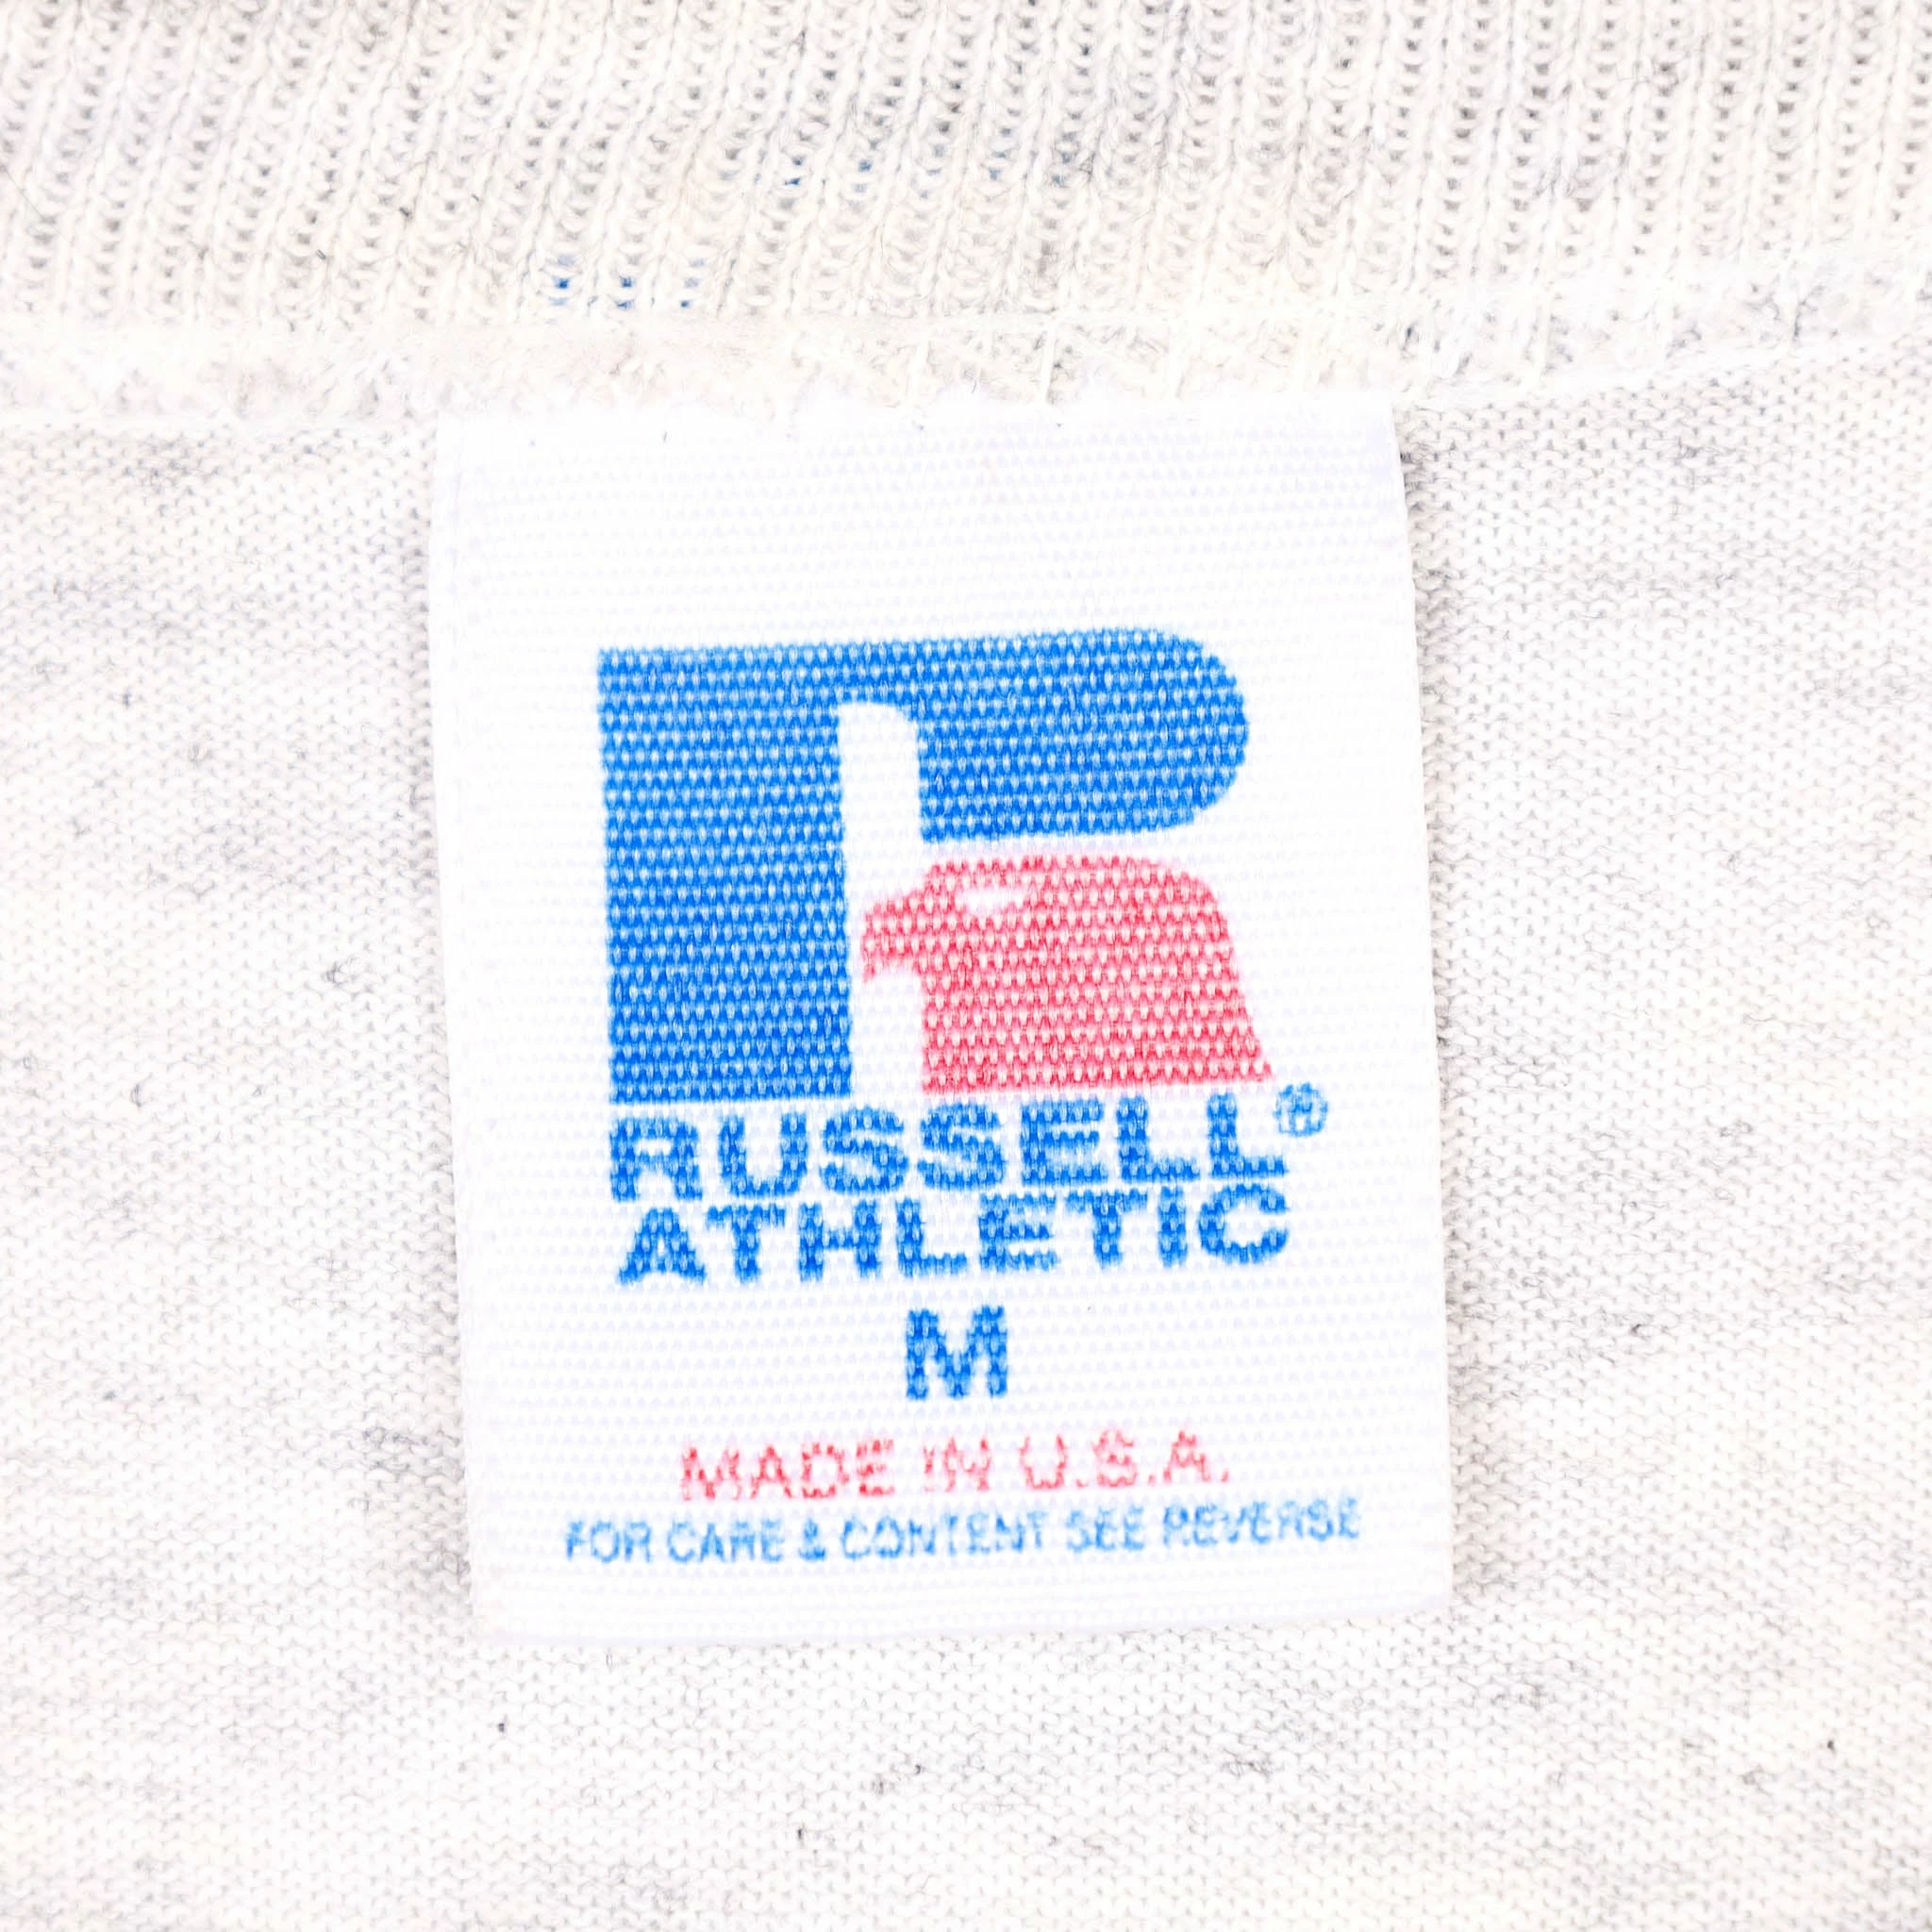 RUSSELL®
ATHLETIC
M
MADE IN U.S.A.
FOR CARE & CONTENT SEE REVERSE